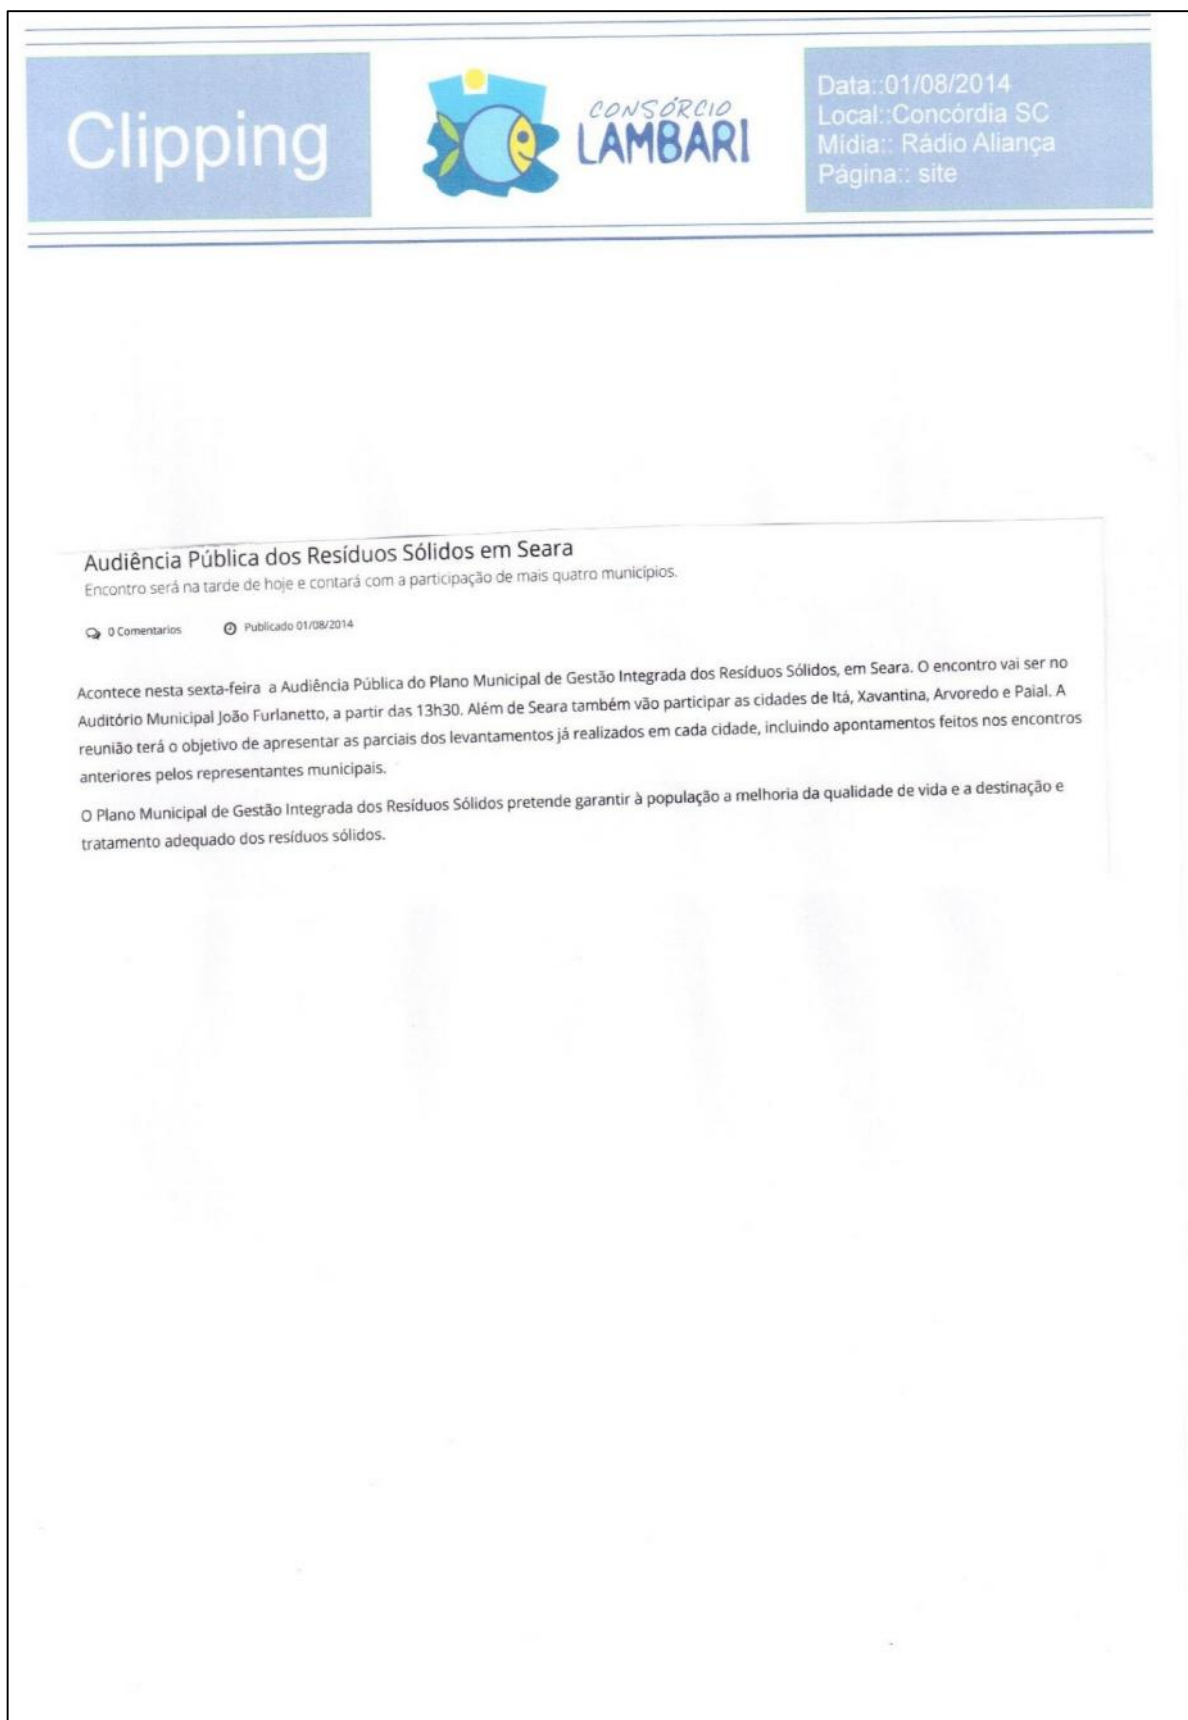 Clipping
CONSÓRCIO
LAMBARI
Data::01/08/2014
Local::Concórdia SC
Mídia:: Rádio Aliança
Página:: site
Audiência Pública dos Resíduos Sólidos em Seara
Encontro será na tarde de hoje e contará com a participação de mais quatro municípios.
0 Comentarios Publicado 01/08/2014
Acontece nesta sexta-feira a Audiência Pública do Plano Municipal de Gestão Integrada dos Resíduos Sólidos, em Seara. O encontro vai ser no
Auditório Municipal João Furlanetto, a partir das 13h30. Além de Seara também vão participar as cidades de Itá, Xavantina, Arvoredo e Paial. A
reunião terá o objetivo de apresentar as parciais dos levantamentos já realizados em cada cidade, incluindo apontamentos feitos nos encontros
anteriores pelos representantes municipais.
O Plano Municipal de Gestão Integrada dos Resíduos Sólidos pretende garantir à população a melhoria da qualidade de vida e a destinação e
tratamento adequado dos resíduos sólidos.